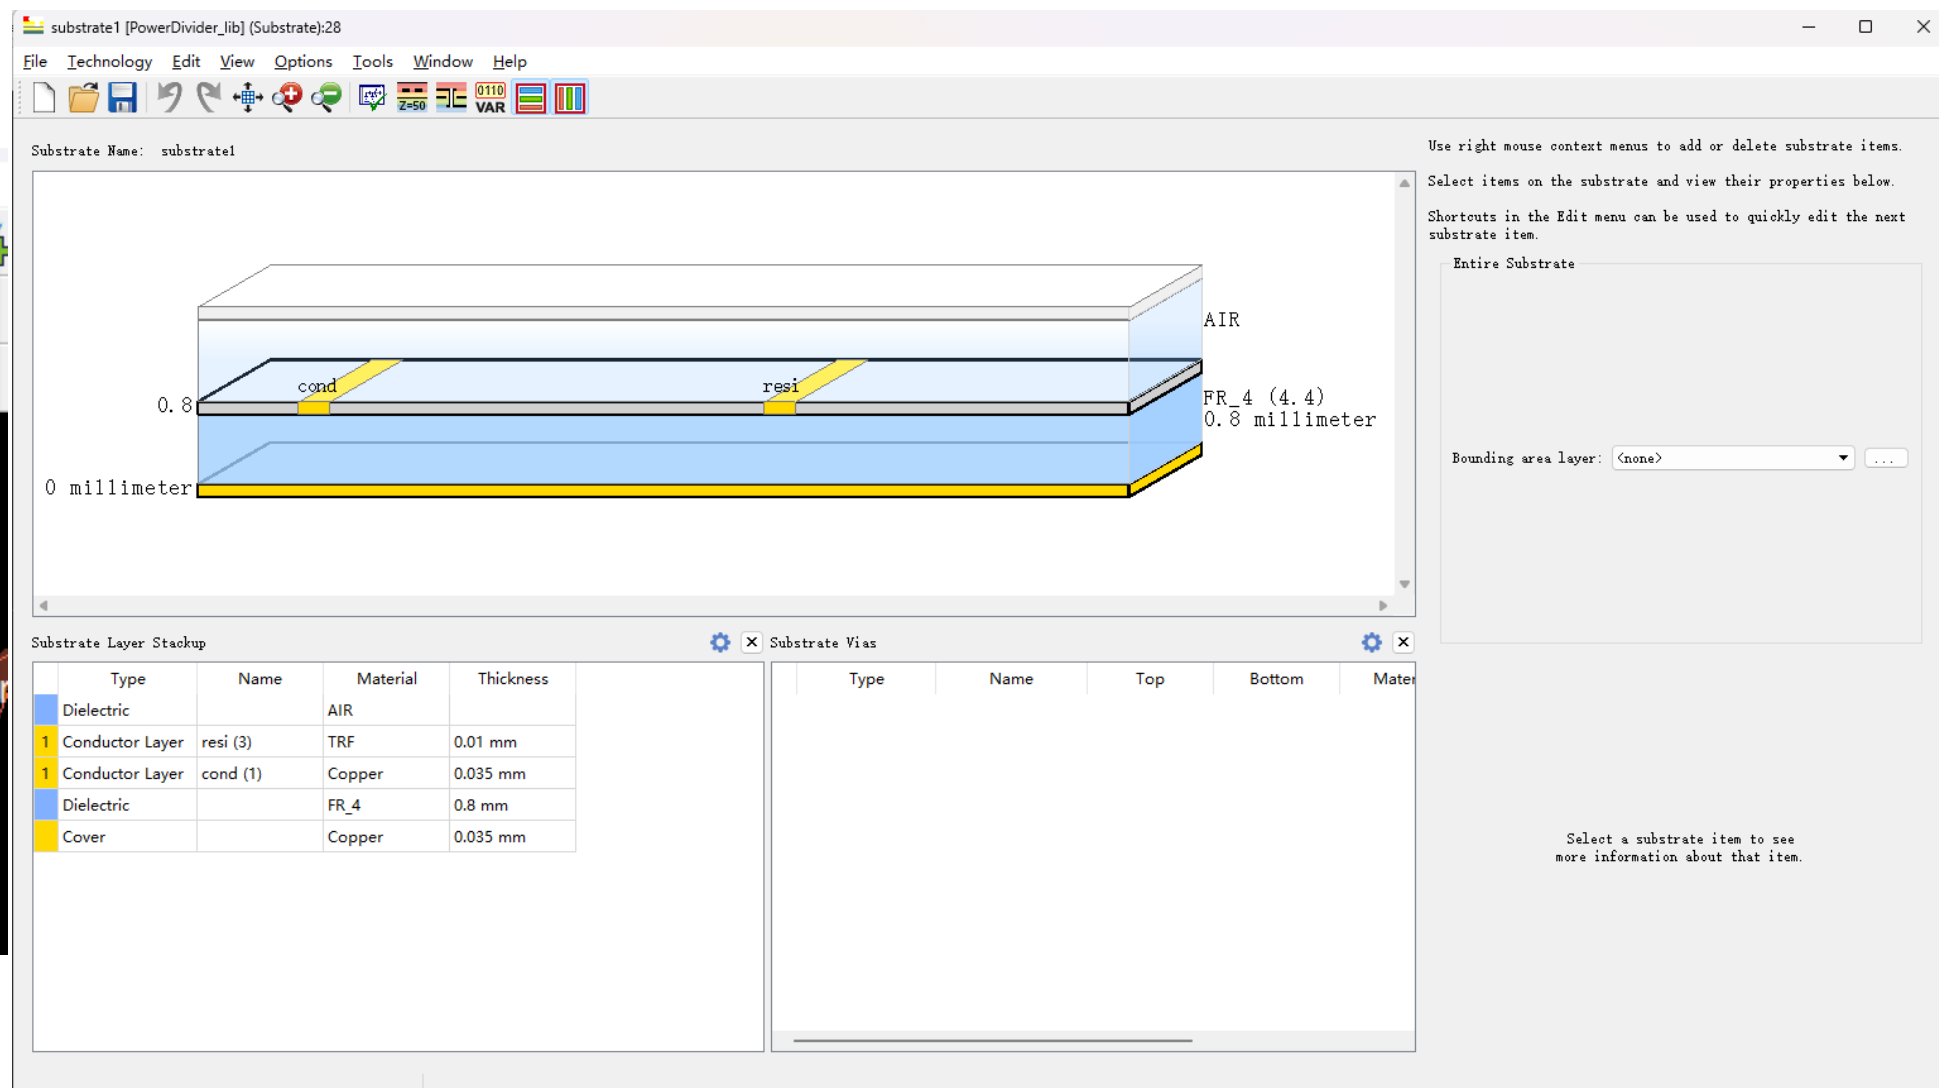 substrate1 [PowerDivider_lib] (Substrate):28
File Technology Edit View Options Tools Window Help
Z=50
0110
VAR
Substrate Name: substrate1
Use right mouse context menus to add or delete substrate items.
Select items on the substrate and view their properties below.
Shortcuts in the Edit menu can be used to quickly edit the next
substrate item.
Entire Substrate
Bounding area layer: <none> ...
AIR
cond
resi
0.8
FR_4 (4.4)
0.8 millimeter
0 millimeter
Substrate Layer Stackup
Type Name Material Thickness
Dielectric AIR
1 Conductor Layer resi (3) TRF 0.01 mm
1 Conductor Layer cond (1) Copper 0.035 mm
Dielectric FR_4 0.8 mm
Cover Copper 0.035 mm
Substrate Vias
Type Name Top Bottom Mater
Select a substrate item to see
more information about that item.